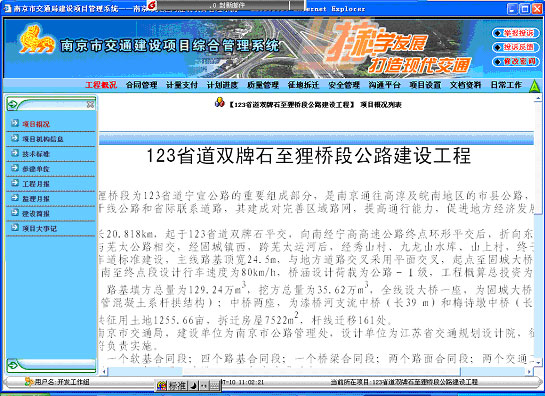 南京市交通局建设项目管理系统——南京
ternet Explorer
南京市交通建设项目综合管理系统
科学发展
打造现代交通
举报投诉
投诉反馈
修改密码
工程概况 合同管理 计量支付 计划进度 质量管理 征地拆迁 安全管理 沟通平台 项目设置 文档资料 日常工作
【123省道双牌石至狸桥段公路建设工程】 项目概况列表
项目概况
项目机构信息
技术标准
参建单位
工程月报
监理月报
建设简报
项目大事记
123省道双牌石至狸桥段公路建设工程
狸桥段为123省道宁宣公路的重要组成部分，是南京通往高淳及皖南地区的市县公路，
干线公路和省际联系道路，其建成对完善区域路网，提高通行能力，促进地方经济发展
长20.818km，起于123省道双牌石平交，向南经宁高高速公路终点环形平交后，折向东
与芜太公路相交，经固城镇西、跨芜太运河后，经秀山村、九龙山水库、山上村，终于
车道标准建设，主线路基顶宽24.5m，与地方道路交叉采用平面交叉，起点至固城大桥
南至终点段设计行车速度为80km/h，桥涵设计荷载为公路－Ⅰ级，工程概算总投资为
路基填方总量为129.24万m³，挖方总量为35.62万m³，全线设大桥一座，为固城大桥
管混凝土系杆拱结构）；中桥两座，为漆桥河支流中桥（长39 m）和梅诗墩中桥（长
共征用土地1255.66亩，拆迁房屋7522m²，杆线迁移161处。
南京市交通局，建设单位为南京市公路管理处，设计单位为江苏省交通规划设计院，
府负责实施。
一个软基合同段；四个路基合同段；一个桥梁合同段；两个路面合同段；两个交通
用户名:开发工作组
标准
7-10 11:02:21
当前所在项目:123省道双牌石至狸桥段公路建设工程